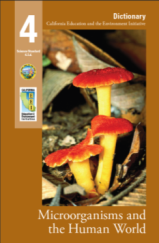 Dictionary
California Education and the Environment Initiative
4
Microorganisms and
the Human World